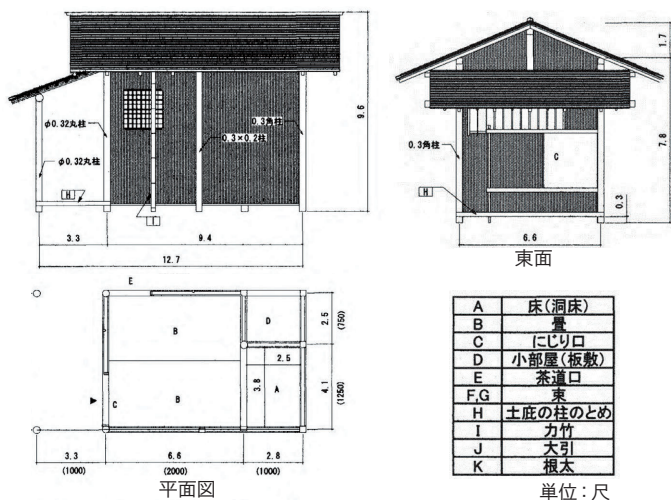 φ0.32丸柱
φ0.32丸柱
0.3角柱
0.3×0.2柱
H
I
9.6
3.3
9.4
12.7
1.7
7.8
0.3
0.3角柱
H
C
6.6
東面
E
B
D
B
C
2.5
3.8
A
2.5
(750)
4.1
(1250)
3.3
6.6
2.8
(1000)
(2000)
(1000)
平面図
A 床(洞床)
B 畳
C にじり口
D 小部屋(板敷)
E 茶道口
F,G 束
H 土庇の柱のとめ
I 力竹
J 大引
K 根太
単位：尺